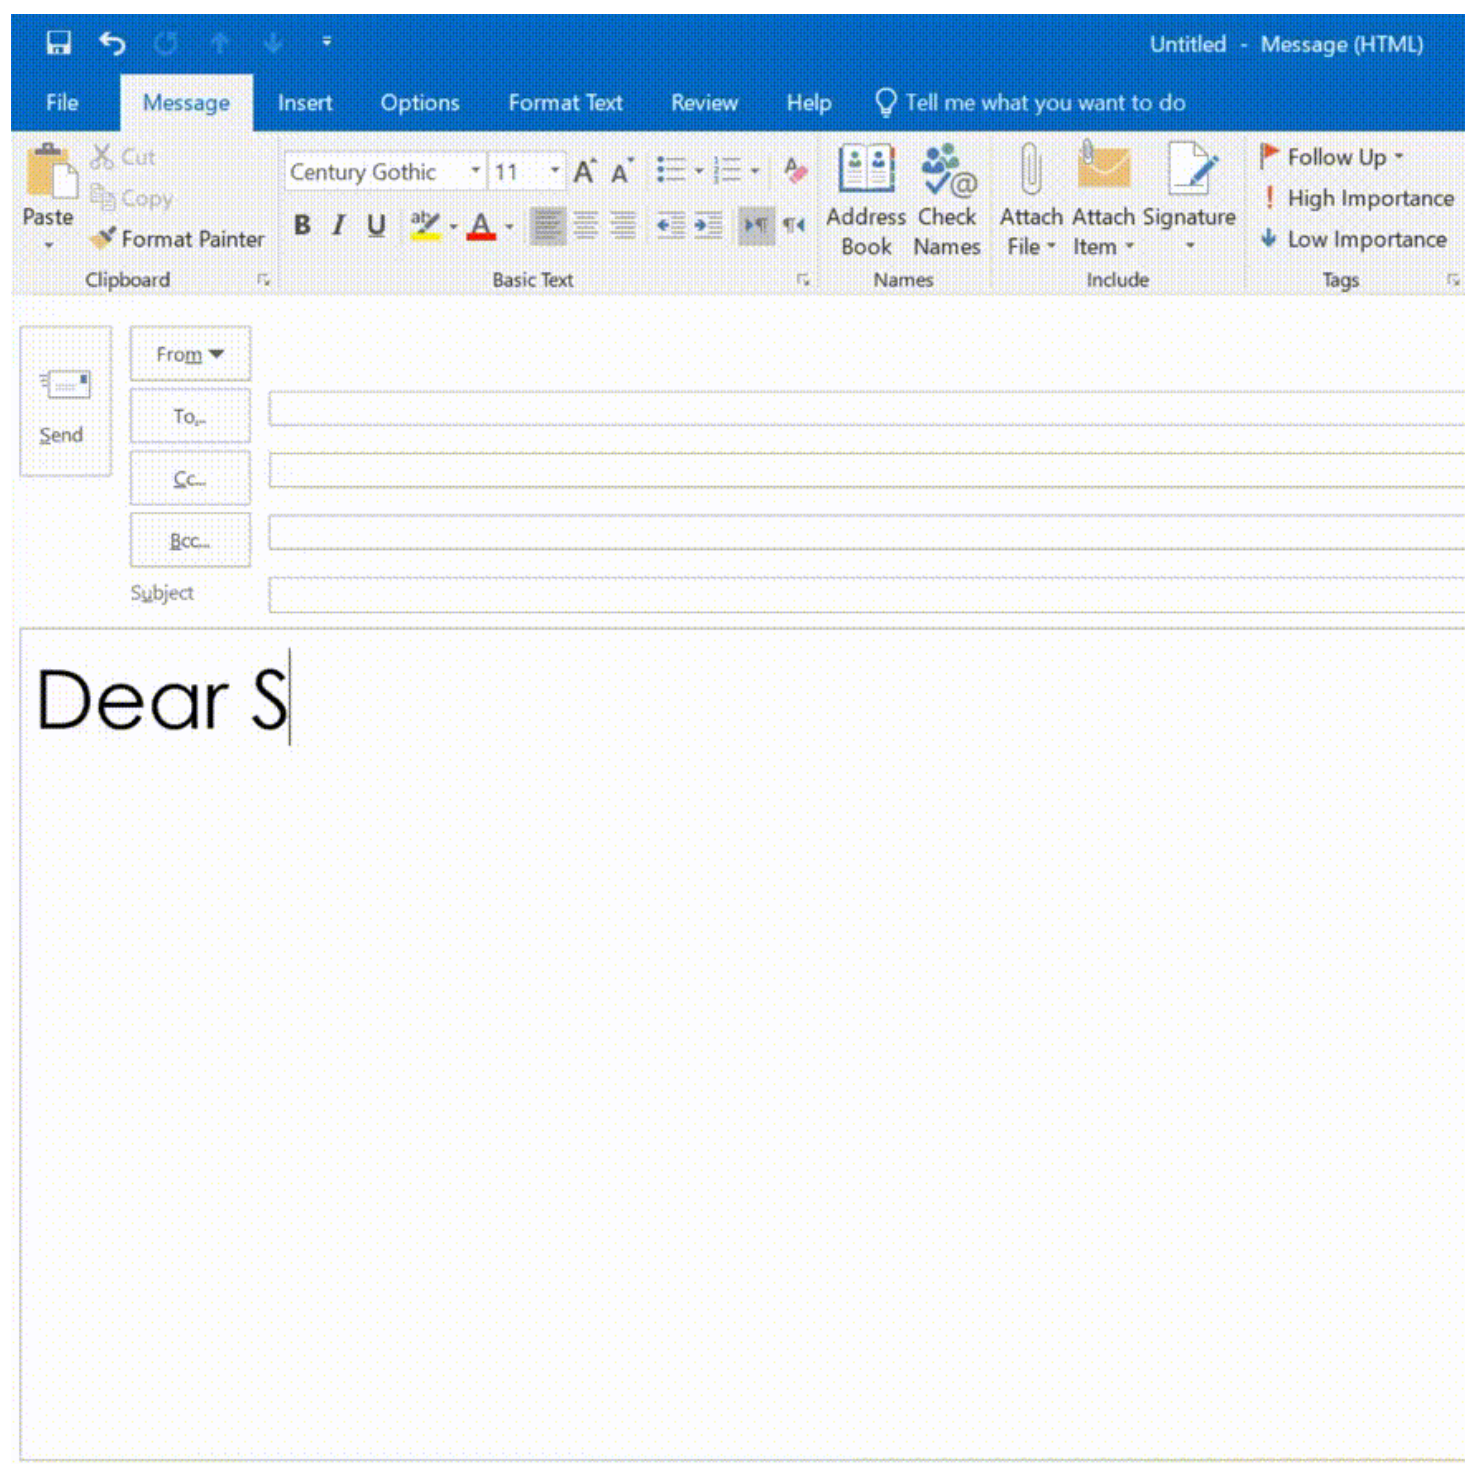 Untitled - Message (HTML)
File Message Insert Options Format Text Review Help Tell me what you want to do
Paste
Cut
Copy
Format Painter
Clipboard
Century Gothic 11
B I U
Basic Text
Address Book
Check Names
Names
Attach File
Attach Item
Signature
Include
Follow Up
High Importance
Low Importance
Tags
Send
From
To...
Cc...
Bcc...
Subject
Dear S